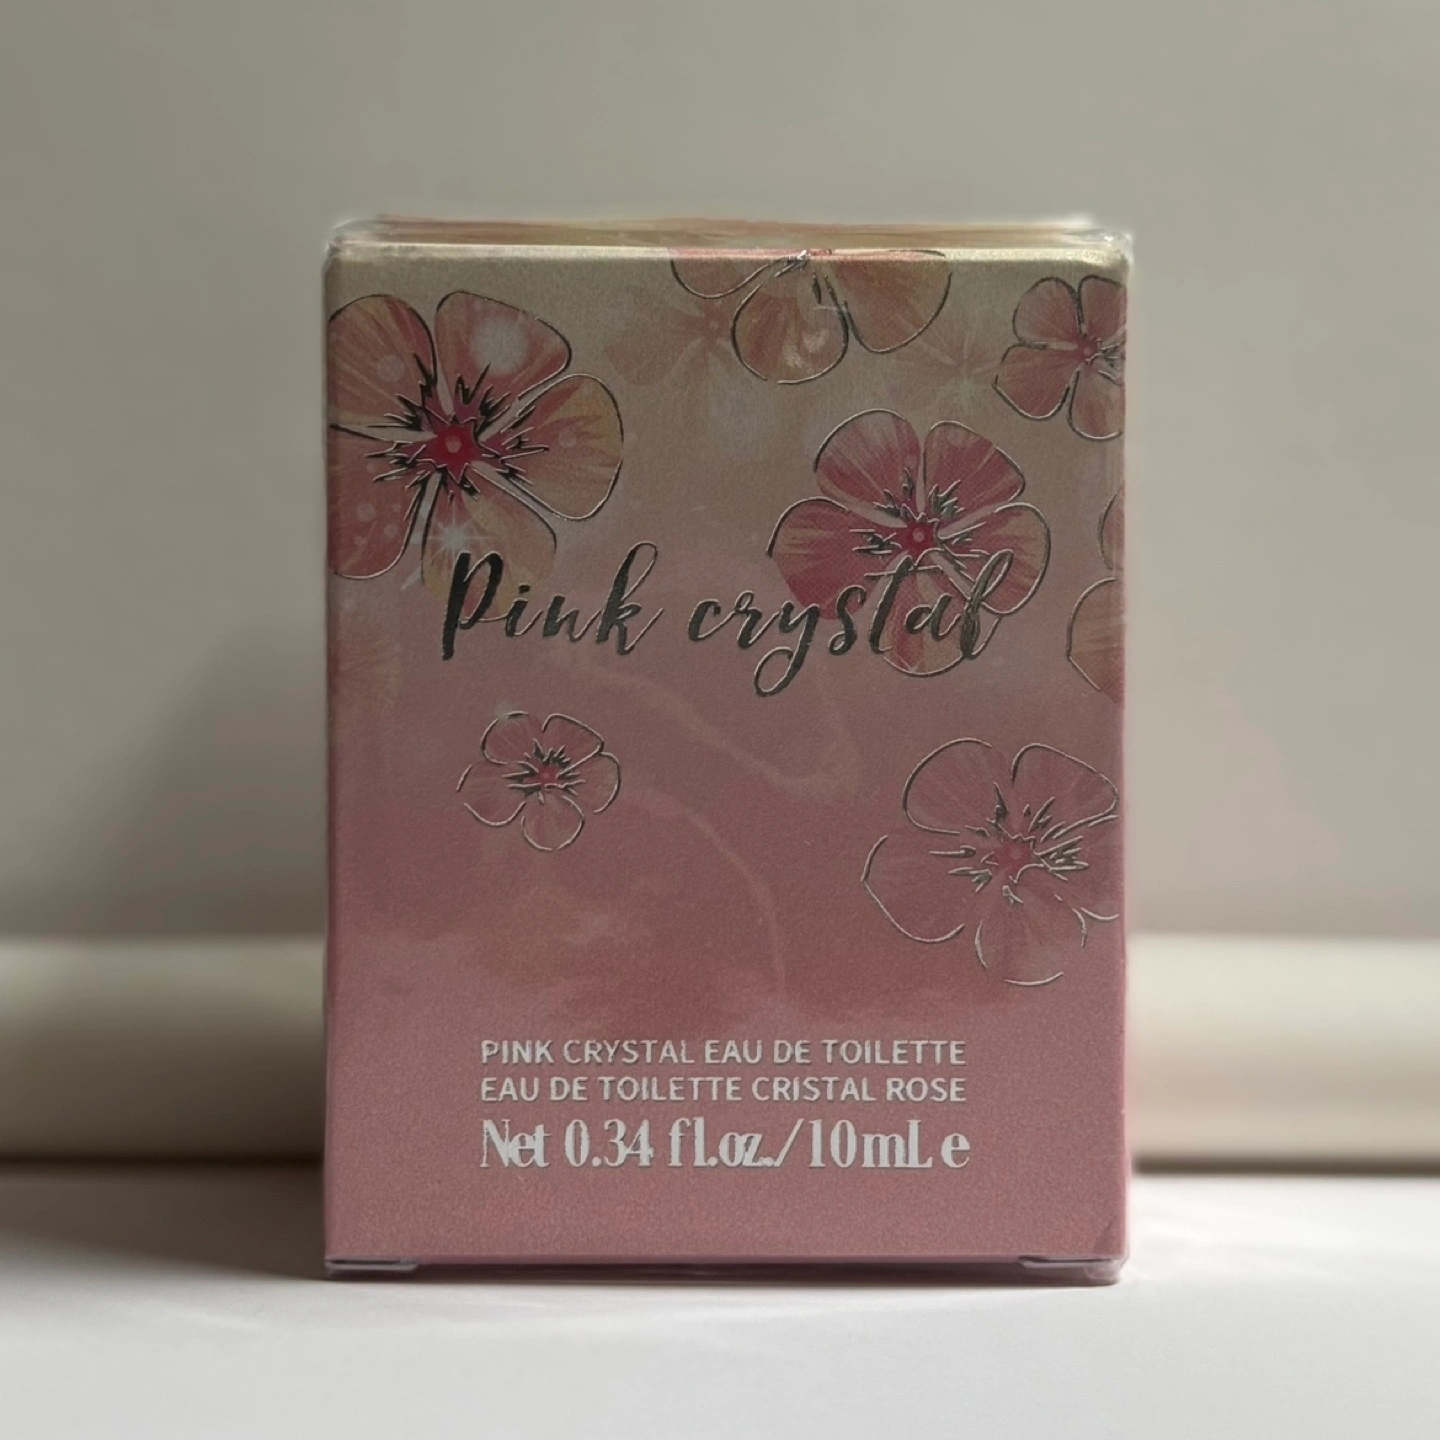 Pink crystal
PINK CRYSTAL EAU DE TOILETTE
EAU DE TOILETTE CRISTAL ROSE
Net 0.34 fl.oz./10mL e